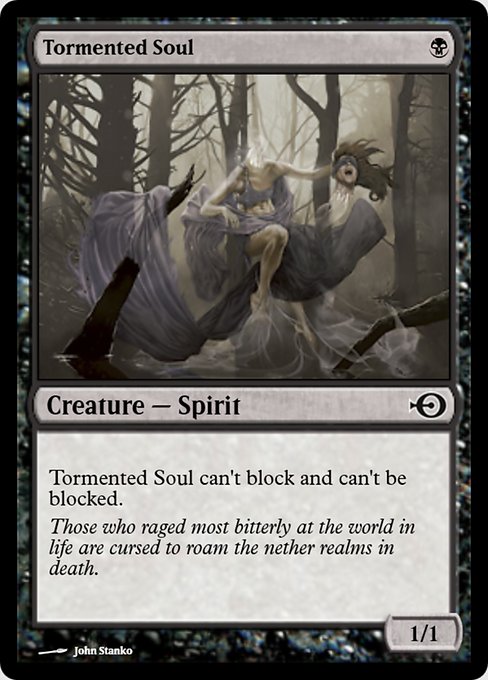 Tormented Soul
Creature — Spirit
Tormented Soul can't block and can't be
blocked.
Those who raged most bitterly at the world in
life are cursed to roam the nether realms in
death.
1/1
John Stanko